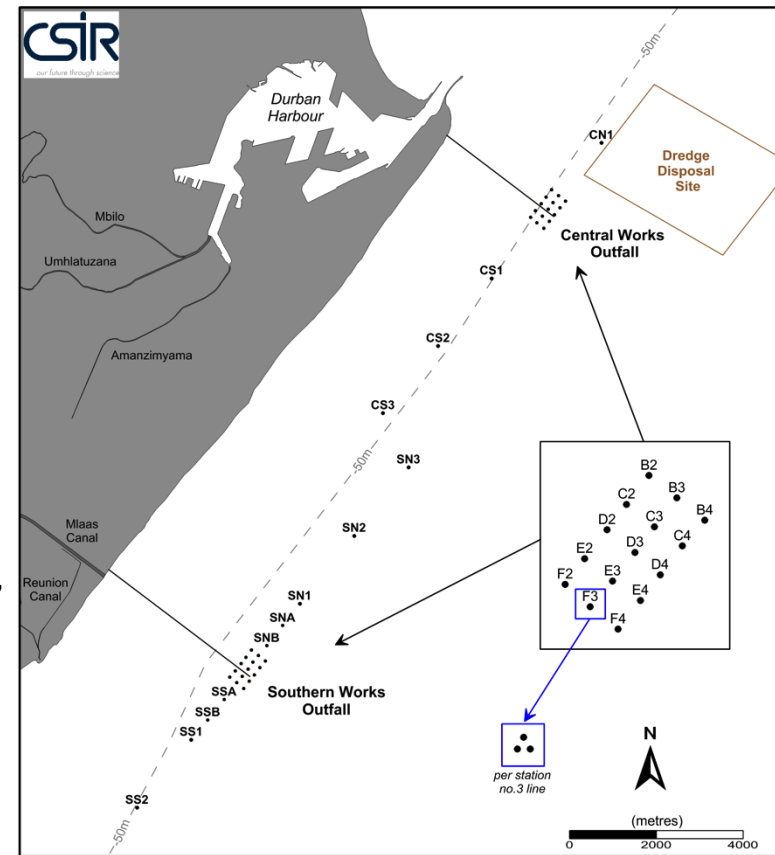 CSIR
our future through science
-50m
Durban
Harbour
CN1
Dredge
Disposal
Site
Mbilo
Central Works
Outfall
Umhlatuzana
CS1
Amanzimyama
CS2
CS3
-50m
SN3
B2
B3
C2
B4
D2
C3
Mlaas
Canal
SN2
C4
D3
E2
D4
Reunion
Canal
F2
E3
F3
E4
SN1
F4
SNA
SNB
SSA
Southern Works
Outfall
SSB
SS1
N
per station
no.3 line
SS2
(metres)
-50m
0 2000 4000
,